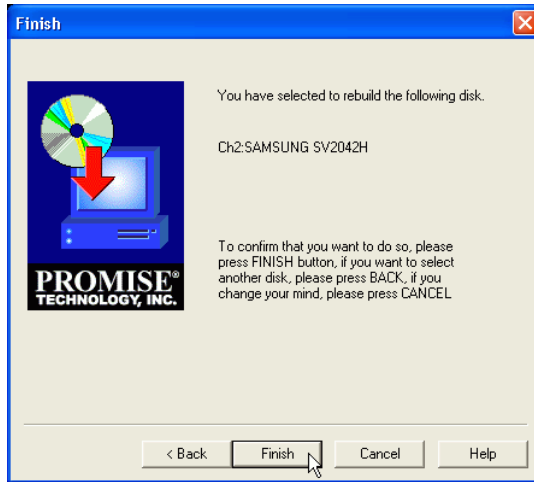 Finish
You have selected to rebuild the following disk.
Ch2:SAMSUNG SV2042H
To confirm that you want to do so, please
press FINISH button, if you want to select
another disk, please press BACK, if you
change your mind, please press CANCEL
PROMISE®
TECHNOLOGY, INC.
< Back
Finish
Cancel
Help